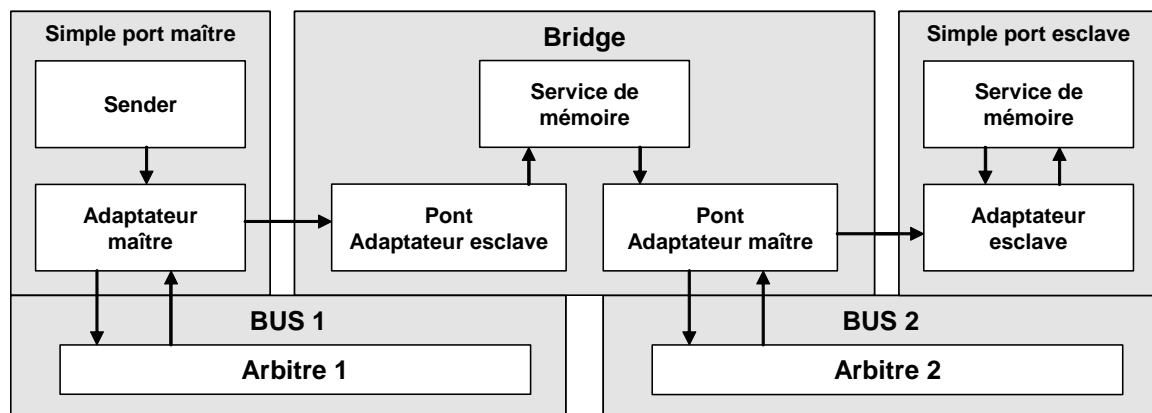 Simple port maître
Bridge
Simple port esclave
Sender
Service de
mémoire
Service de
mémoire
Adaptateur
maître
Pont
Adaptateur esclave
Pont
Adaptateur maître
Adaptateur
esclave
BUS 1
BUS 2
Arbitre 1
Arbitre 2